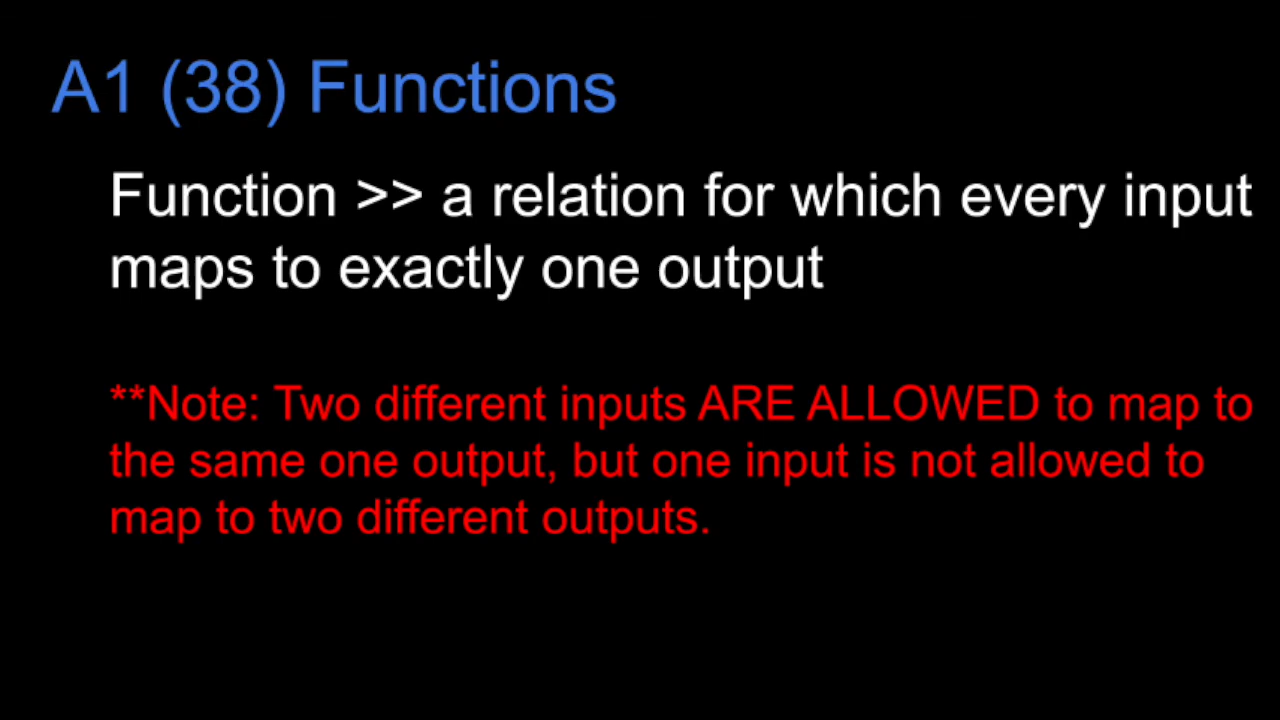 A1 (38) Functions
Function >> a relation for which every input
maps to exactly one output
**Note: Two different inputs ARE ALLOWED to map to
the same one output, but one input is not allowed to
map to two different outputs.